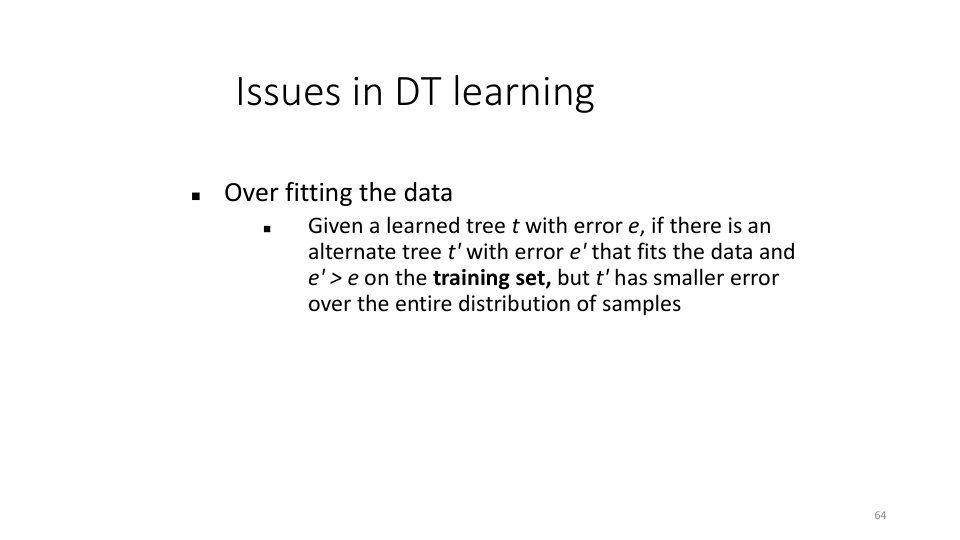 Issues in DT learning
▪ Over fitting the data
▪ Given a learned tree t with error e, if there is an
alternate tree t' with error e' that fits the data and
e' > e on the training set, but t' has smaller error
over the entire distribution of samples
64